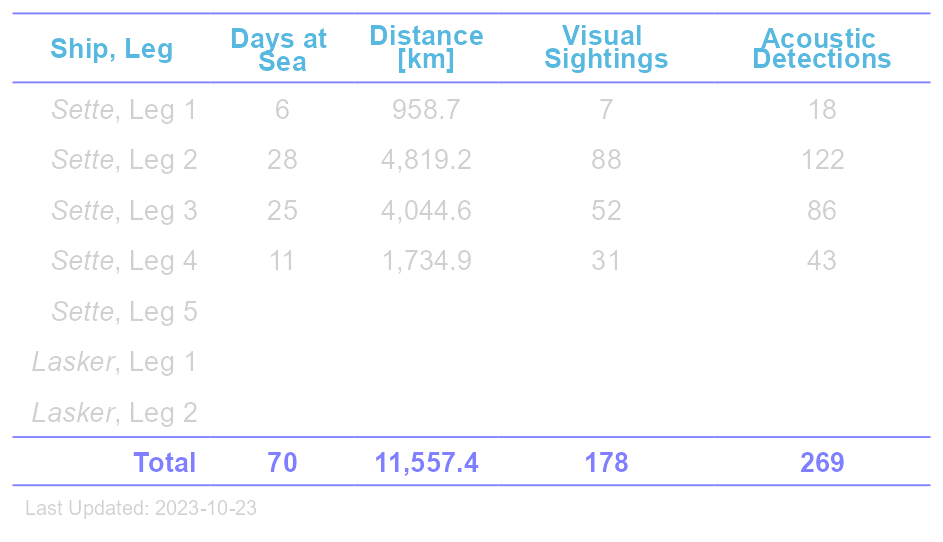 Ship, Leg Days at Sea Distance [km] Visual Sightings Acoustic Detections
Sette, Leg 1 6 958.7 7 18
Sette, Leg 2 28 4,819.2 88 122
Sette, Leg 3 25 4,044.6 52 86
Sette, Leg 4 11 1,734.9 31 43
Sette, Leg 5
Lasker, Leg 1
Lasker, Leg 2
Total 70 11,557.4 178 269
Last Updated: 2023-10-23